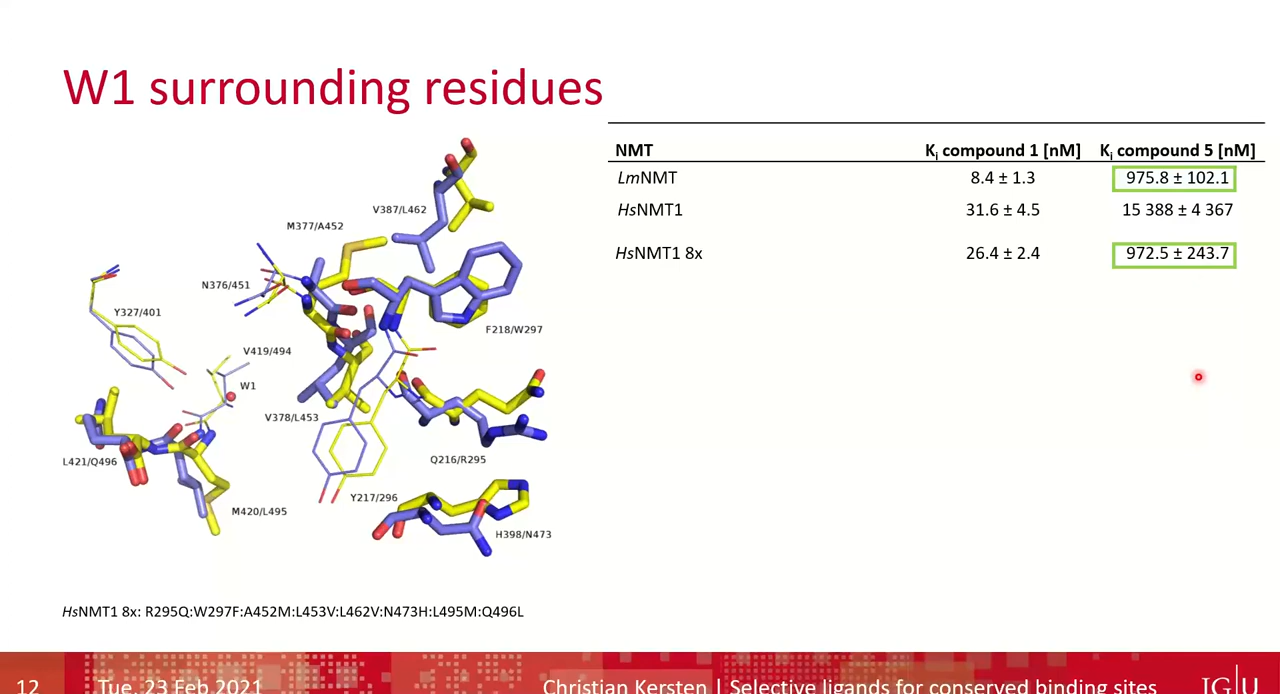 W1 surrounding residues
NMT Ki compound 1 [nM] Ki compound 5 [nM]
LmNMT 8.4 ± 1.3 975.8 ± 102.1
HsNMT1 31.6 ± 4.5 15 388 ± 4 367
HsNMT1 8x 26.4 ± 2.4 972.5 ± 243.7
V387/L462
M377/A452
N376/451
Y327/401
F218/W297
V419/494
W1
V378/L453
L421/Q496
Q216/R295
Y217/296
M420/L495
H398/N473
HsNMT1 8x: R295Q:W297F:A452M:L453V:L462V:N473H:L495M:Q496L
12 Tue, 23 Feb 2021 Christian Kersten | Selective ligands for conserved binding sites JG|U